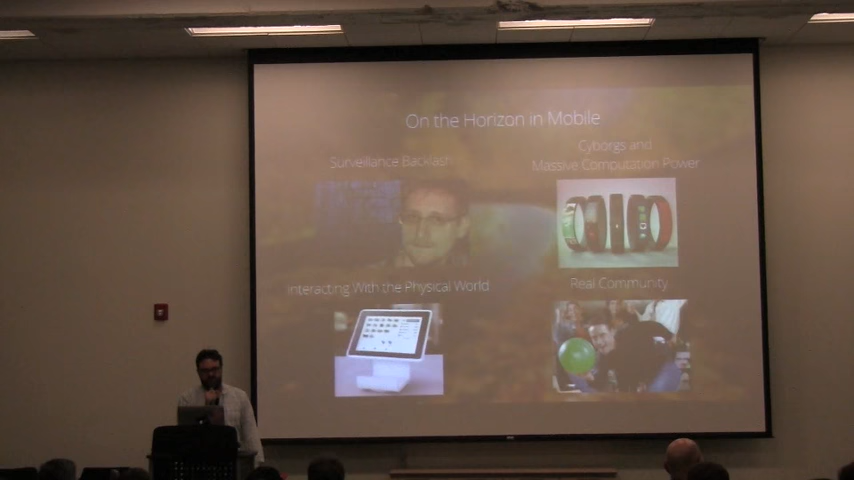 On the Horizon in Mobile
Surveillance Backlash
Cyborgs and
Massive Computation Power
Interacting With the Physical World
Real Community